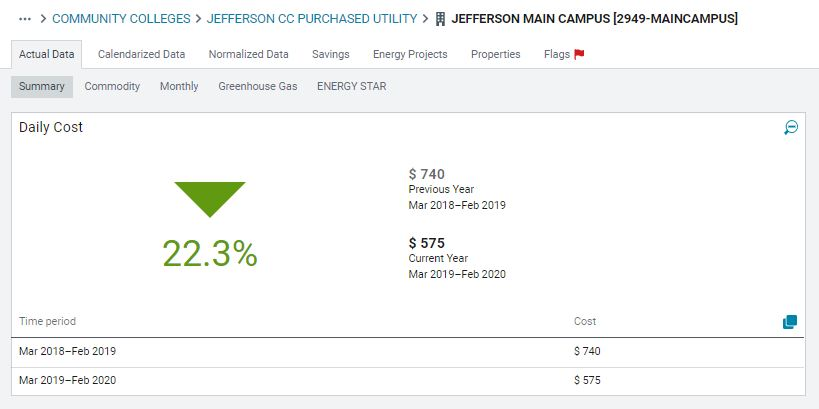 ... > COMMUNITY COLLEGES > JEFFERSON CC PURCHASED UTILITY > JEFFERSON MAIN CAMPUS [2949-MAINCAMPUS]
Actual Data Calendarized Data Normalized Data Savings Energy Projects Properties Flags
Summary Commodity Monthly Greenhouse Gas ENERGY STAR
Daily Cost
$ 740
Previous Year
Mar 2018–Feb 2019
22.3%
$ 575
Current Year
Mar 2019–Feb 2020
Time period Cost
Mar 2018–Feb 2019 $ 740
Mar 2019–Feb 2020 $ 575